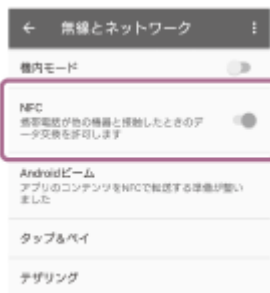 無線とネットワーク
機内モード
NFC
携帯電話が他の機器と接触したときのデ
ータ交換を許可します
Androidビーム
アプリのコンテンツをNFCで転送する準備が整い
ました
タップ&ペイ
テザリング